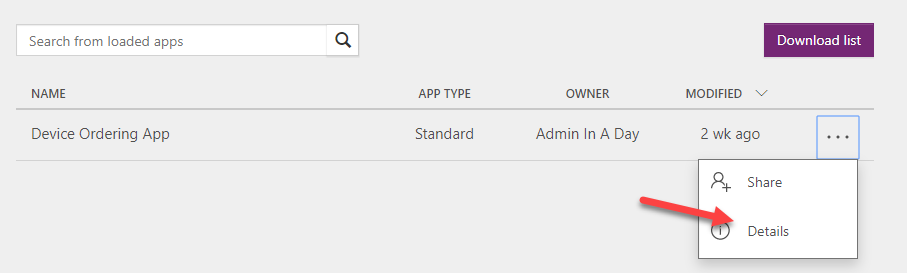 Search from loaded apps
Download list
NAME APP TYPE OWNER MODIFIED
Device Ordering App Standard Admin In A Day 2 wk ago ...
Share
Details